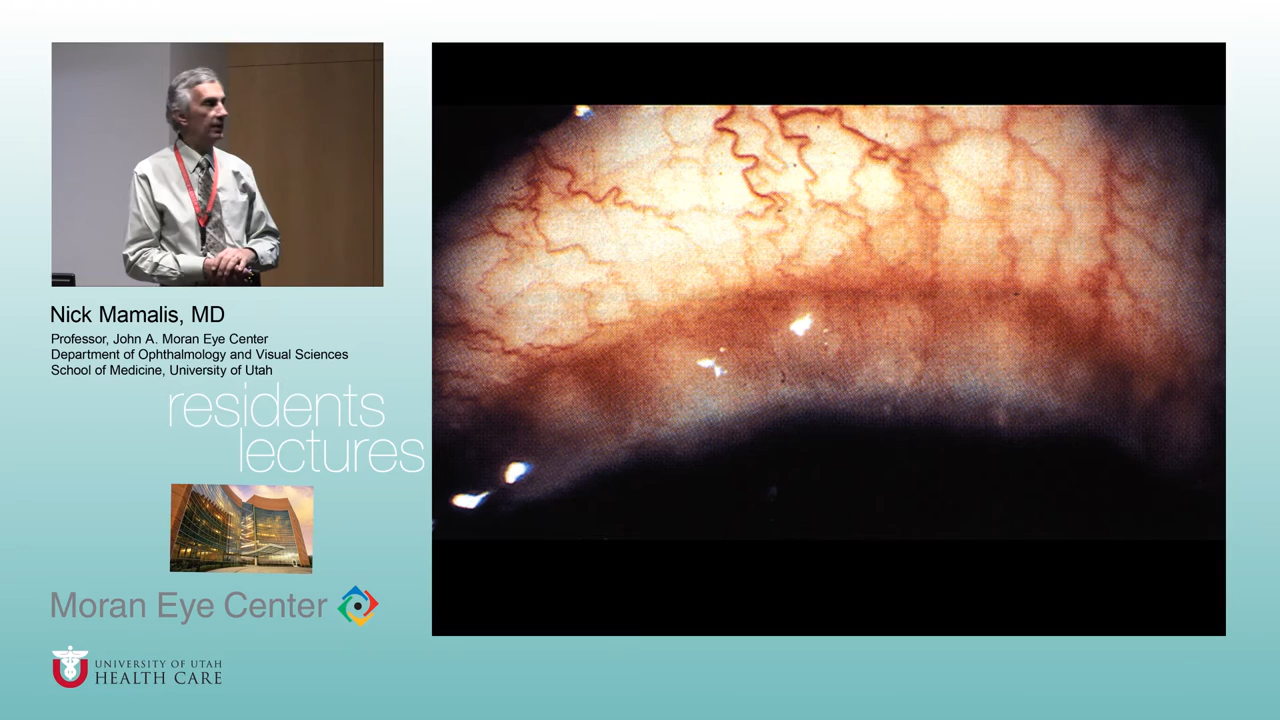 Nick Mamalis, MD
Professor, John A. Moran Eye Center
Department of Ophthalmology and Visual Sciences
School of Medicine, University of Utah
residents
lectures
Moran Eye Center
UNIVERSITY OF UTAH
HEALTH CARE